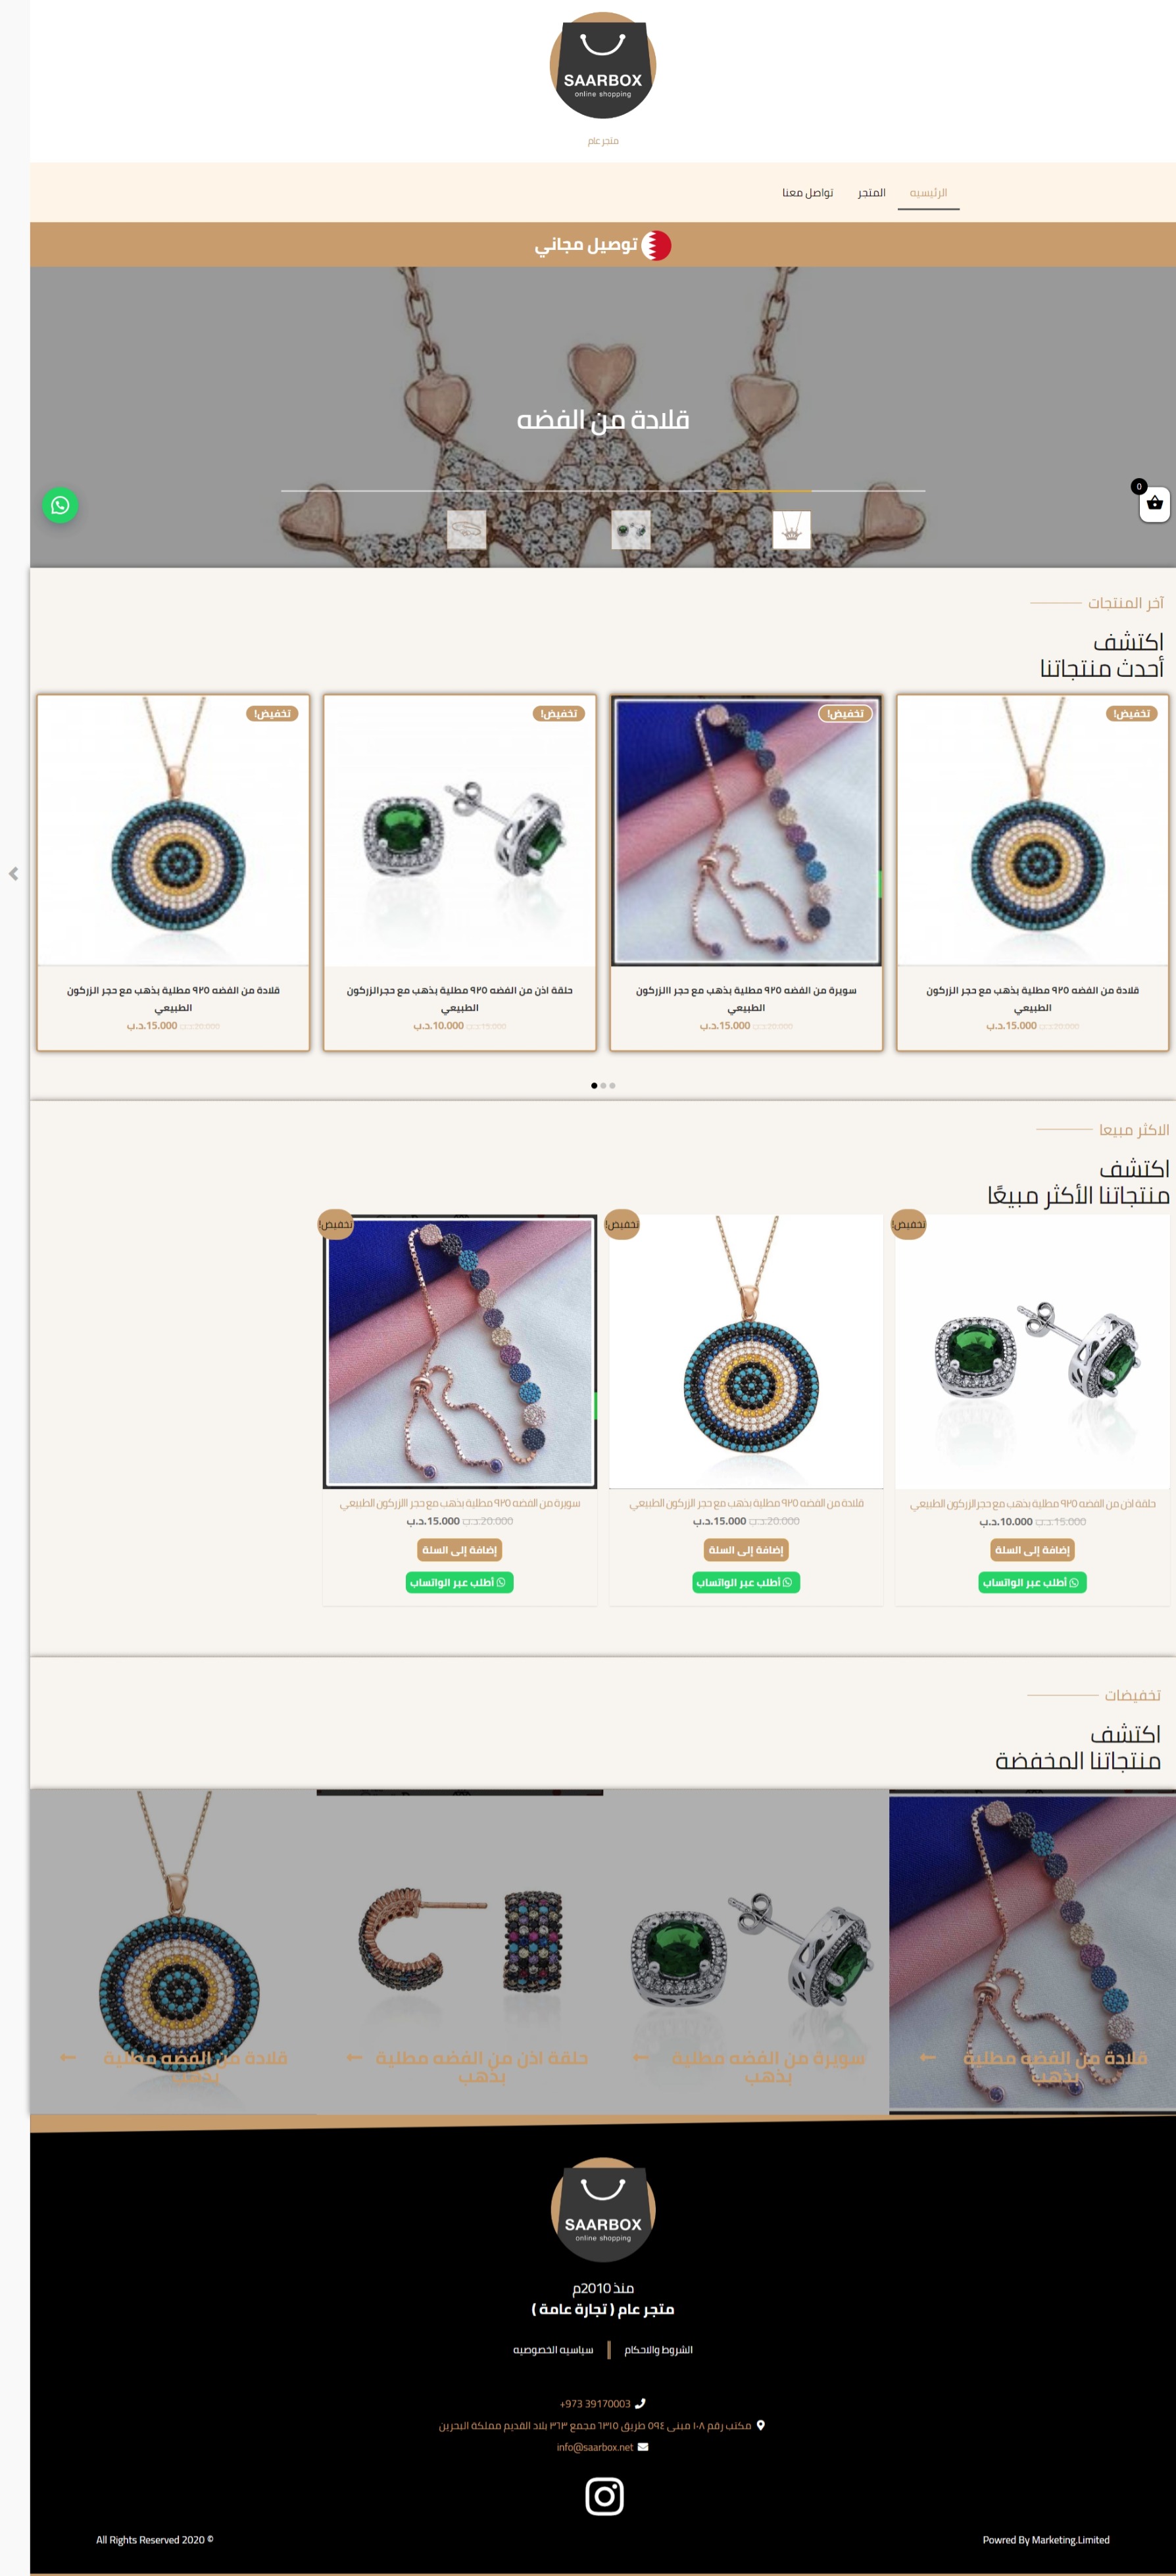 SAARBOX
online shopping
متجر عام
الرئيسيه
المتجر
تواصل معنا
توصيل مجاني
قلادة من الفضه
0
آخر المنتجات
اكتشف
أحدث منتجاتنا
تخفيض!
قلادة من الفضه ٩٢٥ مطلية بذهب مع حجر الزركون
الطبيعي
20.000.د.ب 15.000.د.ب
تخفيض!
سويرة من الفضه ٩٢٥ مطلية بذهب مع حجر االزركون
الطبيعي
20.000.د.ب 15.000.د.ب
تخفيض!
حلقة اذن من الفضه ٩٢٥ مطلية بذهب مع حجرالزركون
الطبيعي
15.000.د.ب 10.000.د.ب
تخفيض!
قلادة من الفضه ٩٢٥ مطلية بذهب مع حجر الزركون
الطبيعي
20.000.د.ب 15.000.د.ب
الاكثر مبيعا
اكتشف
منتجاتنا الأكثر مبيعًا
تخفيض!
حلقة اذن من الفضه ٩٢٥ مطلية بذهب مع حجرالزركون الطبيعي
15.000.د.ب 10.000.د.ب
إضافة إلى السلة
أطلب عبر الواتساب
تخفيض!
قلادة من الفضه ٩٢٥ مطلية بذهب مع حجر الزركون الطبيعي
20.000.د.ب 15.000.د.ب
إضافة إلى السلة
أطلب عبر الواتساب
تخفيض!
سويرة من الفضه ٩٢٥ مطلية بذهب مع حجر االزركون الطبيعي
20.000.د.ب 15.000.د.ب
إضافة إلى السلة
أطلب عبر الواتساب
تخفيضات
اكتشف
منتجاتنا المخفضة
قلادة من الفضه مطلية
بذهب
سويرة من الفضه مطلية
بذهب
حلقة اذن من الفضه مطلية
بذهب
قلادة من الفضه مطلية
بذهب
SAARBOX
online shopping
منذ 2010م
متجر عام ( تجارة عامة )
الشروط والاحكام
سياسيه الخصوصيه
+973 39170003
مكتب رقم ١٠٨ مبنى ٥٩٤ طريق ٦٣١٥ مجمع ٣٦٣ بلاد القديم مملكة البحرين
info@saarbox.net
Powred By Marketing.Limited
All Rights Reserved 2020 ©